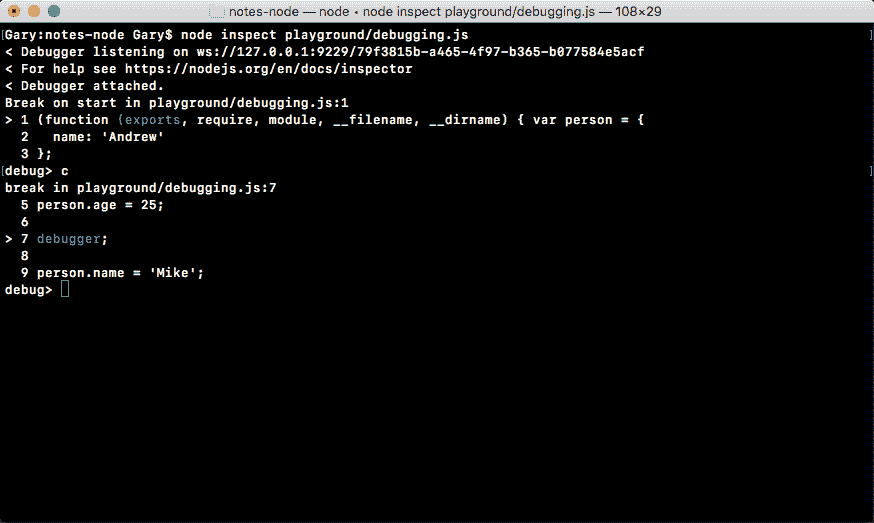 notes-node — node • node inspect playground/debugging.js — 108×29
[Gary:notes-node Gary$ node inspect playground/debugging.js ]
< Debugger listening on ws://127.0.0.1:9229/79f3815b-a465-4f97-b365-b077584e5acf
< For help see https://nodejs.org/en/docs/inspector
< Debugger attached.
Break on start in playground/debugging.js:1
> 1 (function (exports, require, module, __filename, __dirname) { var person = {
  2   name: 'Andrew'
  3 };
[debug> c ]
break in playground/debugging.js:7
  5 person.age = 25;
  6
> 7 debugger;
  8
  9 person.name = 'Mike';
debug>